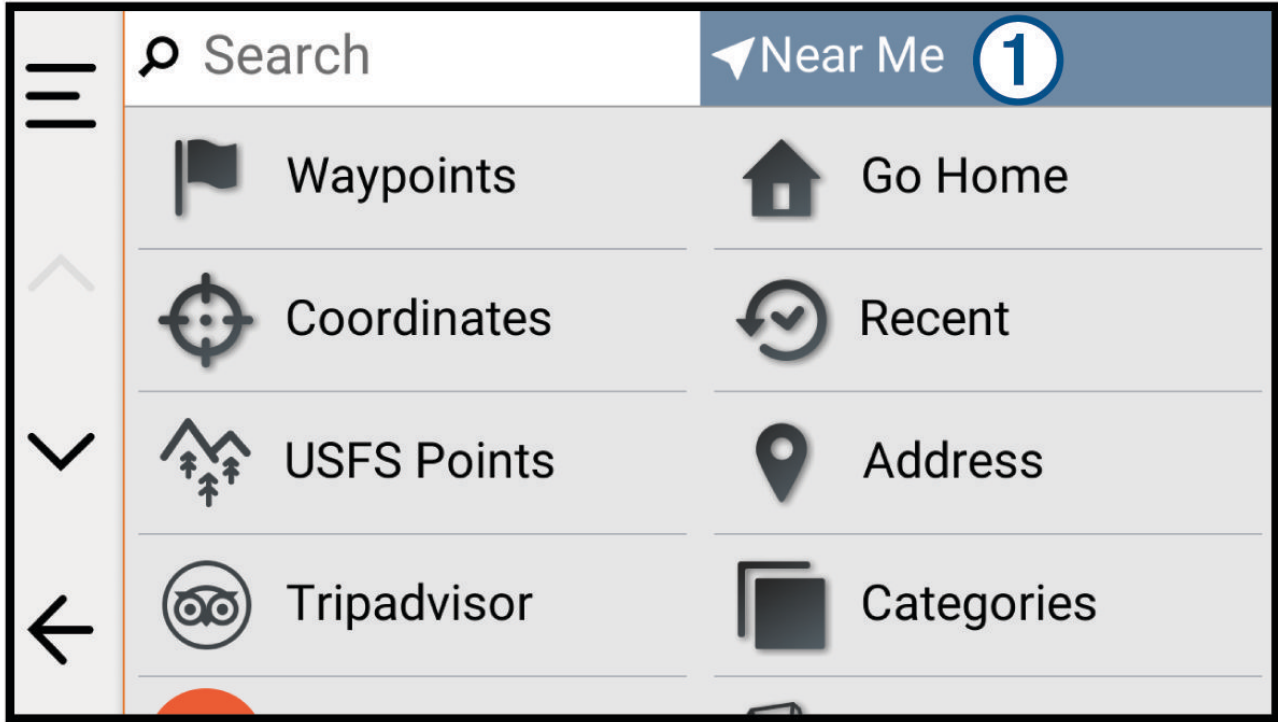 Search
Near Me 1
Waypoints
Go Home
Coordinates
Recent
USFS Points
Address
Tripadvisor
Categories